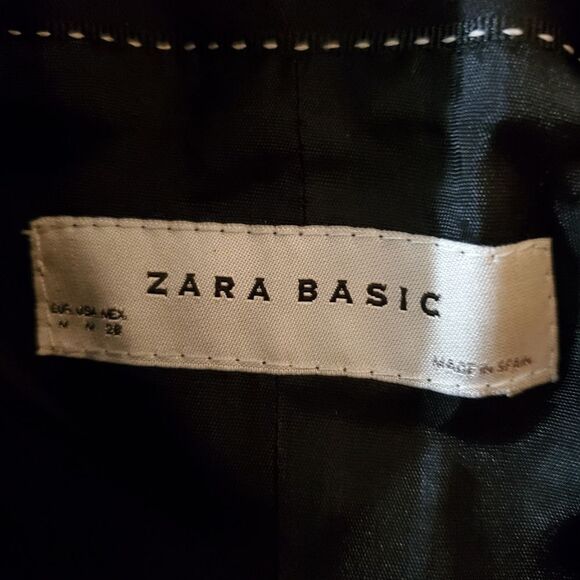 ZARA BASIC
EUR USA MEX
M M 28
MADE IN SPAIN